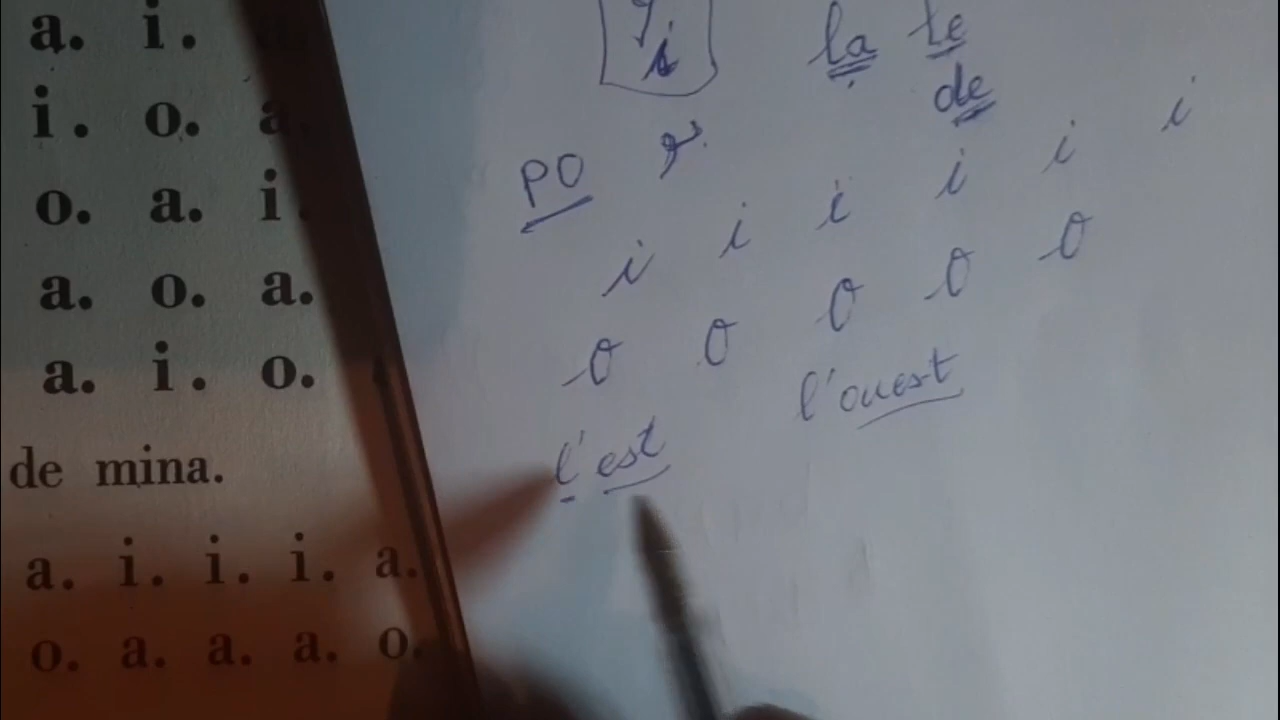 a. i. a.
i. o. a.
o. a. i.
a. o. a.
a. i. o.
de mina.
a. i. i. i. a.
o. a. a. a. o.
i
la le
de
PO
i i i i i i
o o o o o
l'est l'ouest